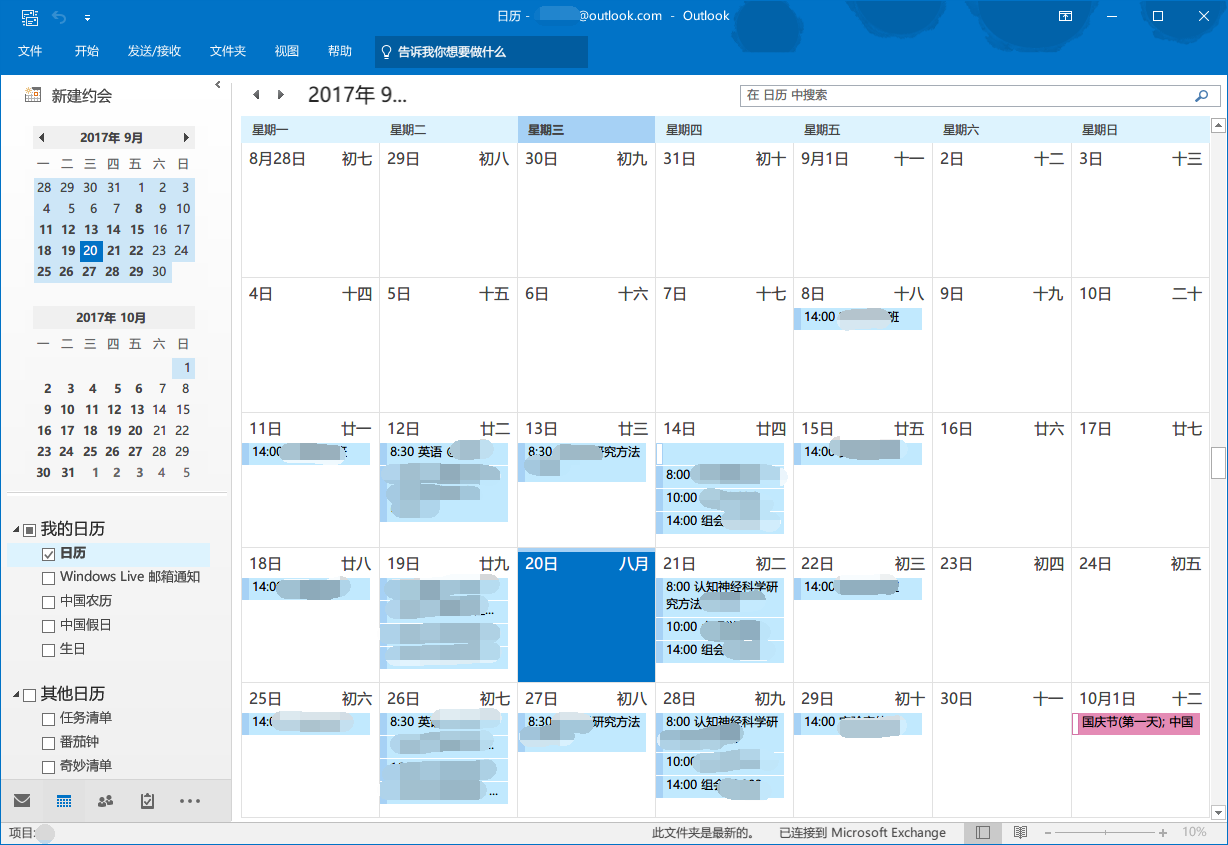 日历 - @outlook.com - Outlook
文件 开始 发送/接收 文件夹 视图 帮助 告诉我你想要做什么
新建约会
2017年 9月
一 二 三 四 五 六 日
28 29 30 31 1 2 3
4 5 6 7 8 9 10
11 12 13 14 15 16 17
18 19 20 21 22 23 24
25 26 27 28 29 30
2017年 10月
一 二 三 四 五 六 日
1
2 3 4 5 6 7 8
9 10 11 12 13 14 15
16 17 18 19 20 21 22
23 24 25 26 27 28 29
30 31 1 2 3 4 5
我的日历
日历
Windows Live 邮箱通知
中国农历
中国假日
生日
其他日历
任务清单
番茄钟
奇妙清单
2017年 9...
在 日历 中搜索
星期一 星期二 星期三 星期四 星期五 星期六 星期日
8月28日 初七 29日 初八 30日 初九 31日 初十 9月1日 十一 2日 十二 3日 十三
4日 十四 5日 十五 6日 十六 7日 十七 8日 十八 9日 十九 10日 二十
14:00 班
11日 廿一 12日 廿二 13日 廿三 14日 廿四 15日 廿五 16日 廿六 17日 廿七
14:00 8:30 英语 8:30 究方法 14:00
8:00
10:00
14:00 组会
18日 廿八 19日 廿九 20日 八月 21日 初二 22日 初三 23日 初四 24日 初五
14:00 8:00 认知神经科学研 14:00
究方法
...
10:00
14:00 组会
25日 初六 26日 初七 27日 初八 28日 初九 29日 初十 30日 十一 10月1日 十二
14:00 8:30 英语 8:30 研究方法 8:00 认知神经科学研 14:00 国庆节(第一天); 中国
...
10:00
14:00 组会
...
项目:
此文件夹是最新的。 已连接到 Microsoft Exchange 10%